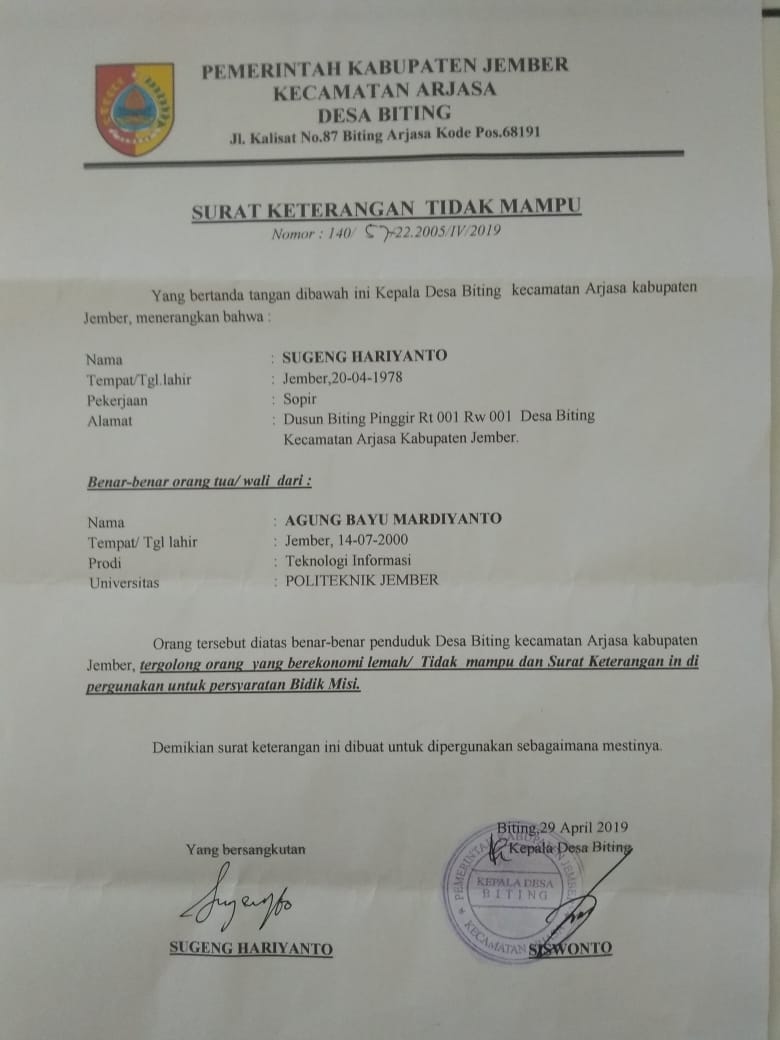 PEMERINTAH KABUPATEN JEMBER
KECAMATAN ARJASA
DESA BITING
Jl. Kalisat No.87 Biting Arjasa Kode Pos.68191
SURAT KETERANGAN TIDAK MAMPU
Nomor : 140/ 57-22.2005/IV/2019
Yang bertanda tangan dibawah ini Kepala Desa Biting kecamatan Arjasa kabupaten
Jember, menerangkan bahwa :
Nama : SUGENG HARIYANTO
Tempat/Tgl.lahir : Jember,20-04-1978
Pekerjaan : Sopir
Alamat : Dusun Biting Pinggir Rt 001 Rw 001 Desa Biting
Kecamatan Arjasa Kabupaten Jember.
Benar-benar orang tua/ wali dari :
Nama : AGUNG BAYU MARDIYANTO
Tempat/ Tgl lahir : Jember, 14-07-2000
Prodi : Teknologi Informasi
Universitas : POLITEKNIK JEMBER
Orang tersebut diatas benar-benar penduduk Desa Biting kecamatan Arjasa kabupaten
Jember, tergolong orang yang berekonomi lemah/ Tidak mampu dan Surat Keterangan in di
pergunakan untuk persyaratan Bidik Misi.
Demikian surat keterangan ini dibuat untuk dipergunakan sebagaimana mestinya.
Biting,29 April 2019
Yang bersangkutan
Kepala Desa Biting
PEMERINTAH KABUPATEN JEMBER
KEPALA DESA
BITING
KECAMATAN
SUGENG HARIYANTO
SISWONTO